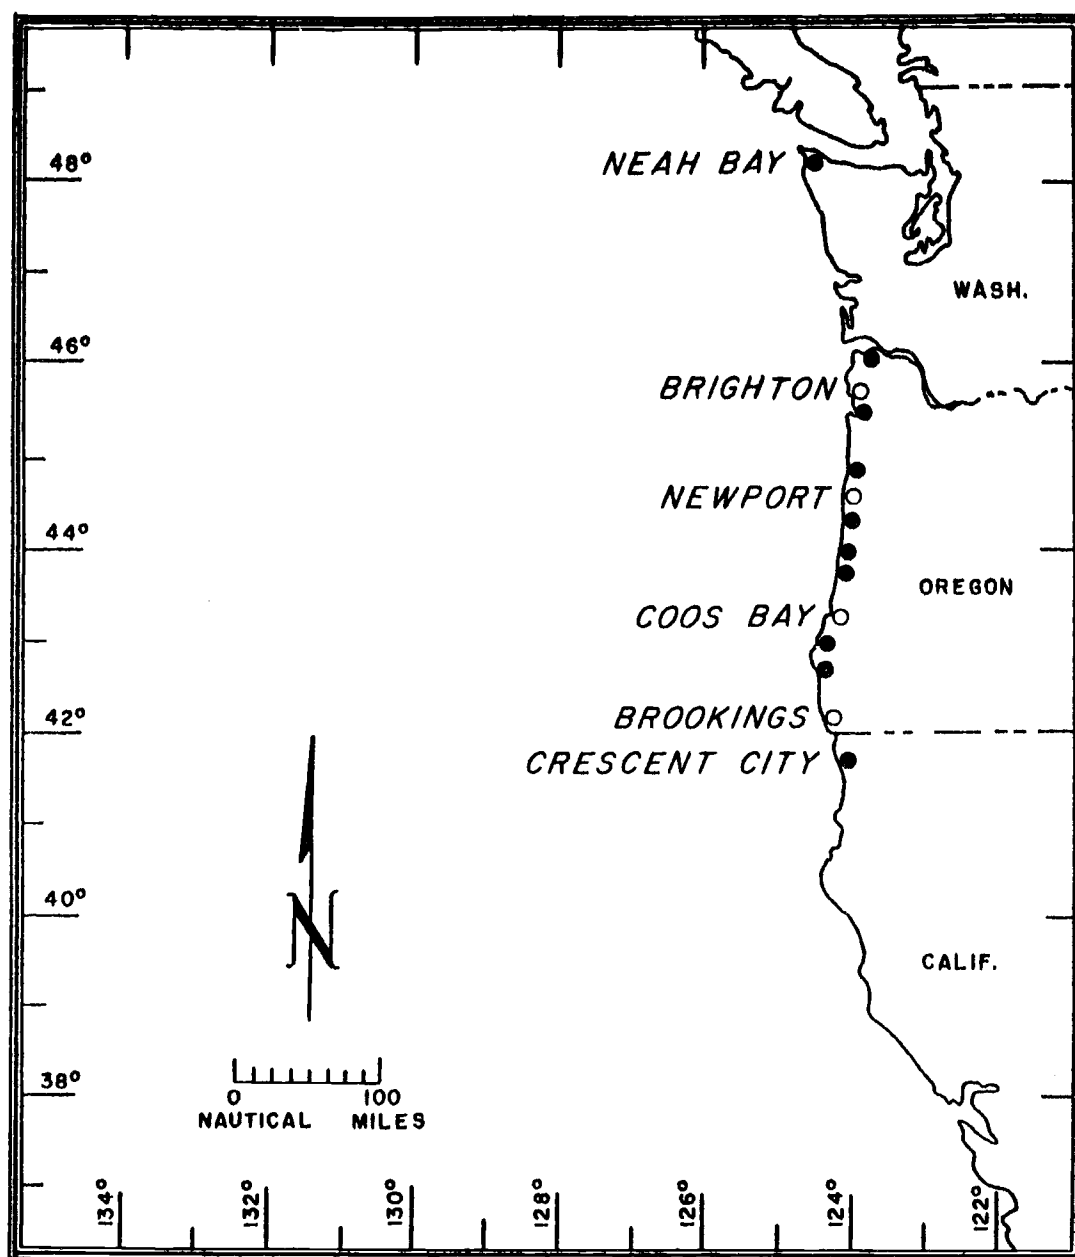 48°
NEAH BAY
WASH.
46°
BRIGHTON
NEWPORT
44°
OREGON
COOS BAY
42°
BROOKINGS
CRESCENT CITY
40°
N
CALIF.
38°
0 100
NAUTICAL MILES
134° 132° 130° 128° 126° 124° 122°